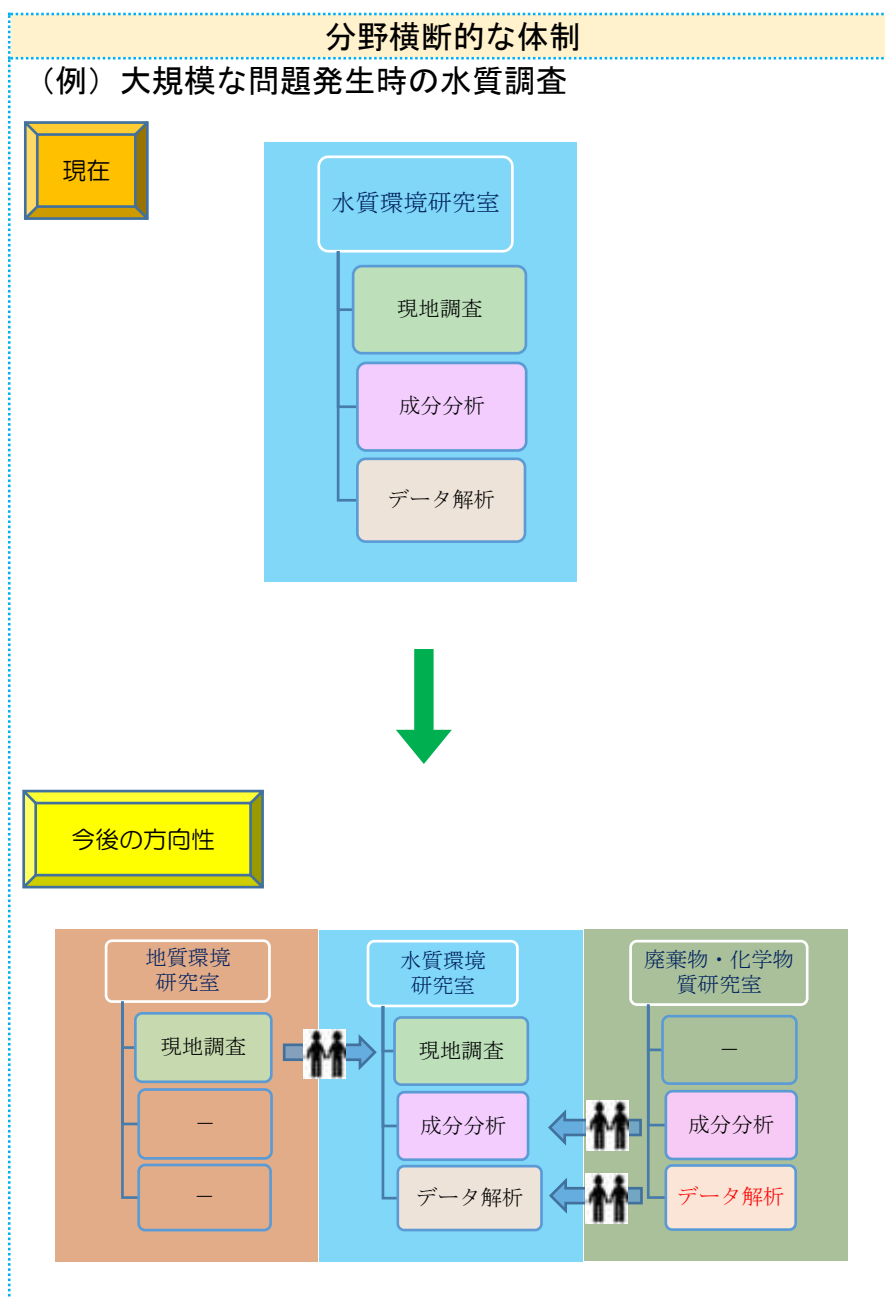 分野横断的な体制
（例）大規模な問題発生時の水質調査
現在
水質環境研究室
現地調査
成分分析
データ解析
今後の方向性
地質環境
研究室
現地調査
－
－
水質環境
研究室
現地調査
成分分析
データ解析
廃棄物・化学物
質研究室
－
成分分析
データ解析